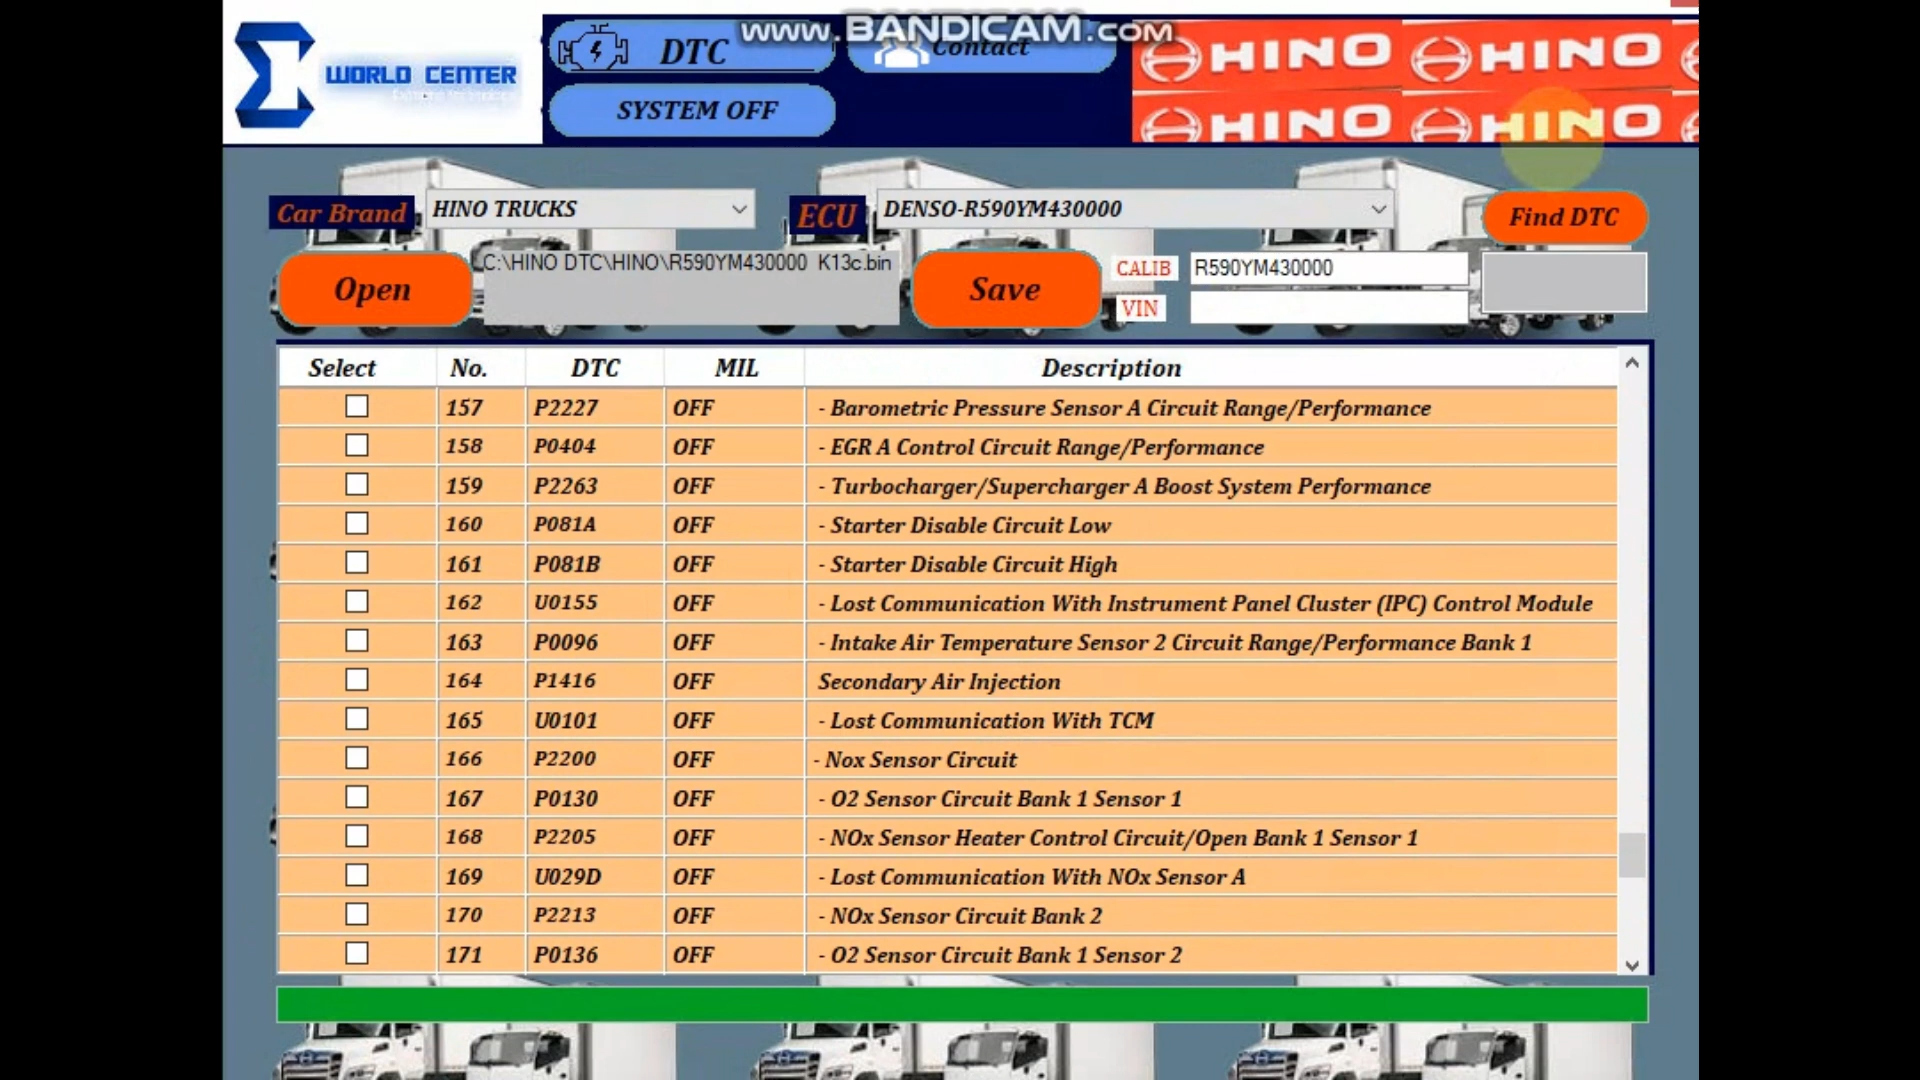 www.BANDICAM.com
WORLD CENTER
DTC
Contact
SYSTEM OFF
HINO HINO
HINO HINO
Car Brand HINO TRUCKS ECU DENSO-R590YM430000 Find DTC
Open C:\HINO DTC\HINO\R590YM430000 K13c.bin Save CALIB R590YM430000
VIN
Select No. DTC MIL Description
157 P2227 OFF - Barometric Pressure Sensor A Circuit Range/Performance
158 P0404 OFF - EGR A Control Circuit Range/Performance
159 P2263 OFF - Turbocharger/Supercharger A Boost System Performance
160 P081A OFF - Starter Disable Circuit Low
161 P081B OFF - Starter Disable Circuit High
162 U0155 OFF - Lost Communication With Instrument Panel Cluster (IPC) Control Module
163 P0096 OFF - Intake Air Temperature Sensor 2 Circuit Range/Performance Bank 1
164 P1416 OFF Secondary Air Injection
165 U0101 OFF - Lost Communication With TCM
166 P2200 OFF - Nox Sensor Circuit
167 P0130 OFF - O2 Sensor Circuit Bank 1 Sensor 1
168 P2205 OFF - NOx Sensor Heater Control Circuit/Open Bank 1 Sensor 1
169 U029D OFF - Lost Communication With NOx Sensor A
170 P2213 OFF - NOx Sensor Circuit Bank 2
171 P0136 OFF - O2 Sensor Circuit Bank 1 Sensor 2